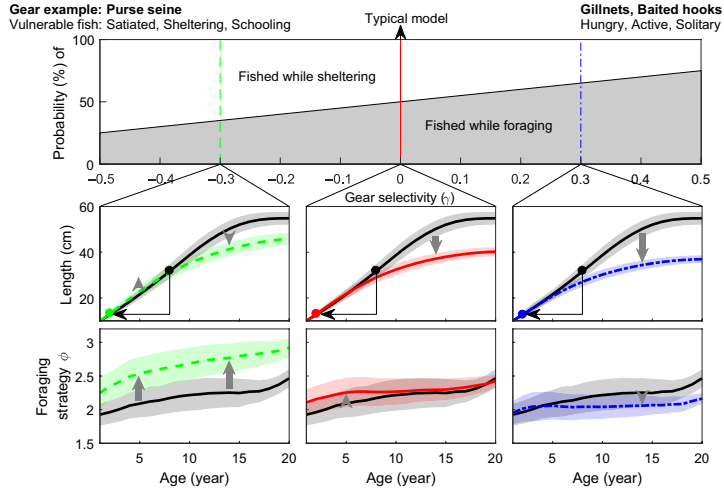 Gear example: Purse seine
Vulnerable fish: Satiated, Sheltering, Schooling
Typical model
Gillnets, Baited hooks
Hungry, Active, Solitary
Probability (%) of
100
50
0
Fished while sheltering
Fished while foraging
−0.5 −0.4 −0.3 −0.2 −0.1 0 0.1 0.2 0.3 0.4 0.5
Gear selectivity (γ)
Length (cm)
60
40
20
Foraging
strategy ϕ
3
2.5
2
1.5
5 10 15 20
5 10 15 20
5 10 15 20
Age (year)
Age (year)
Age (year)